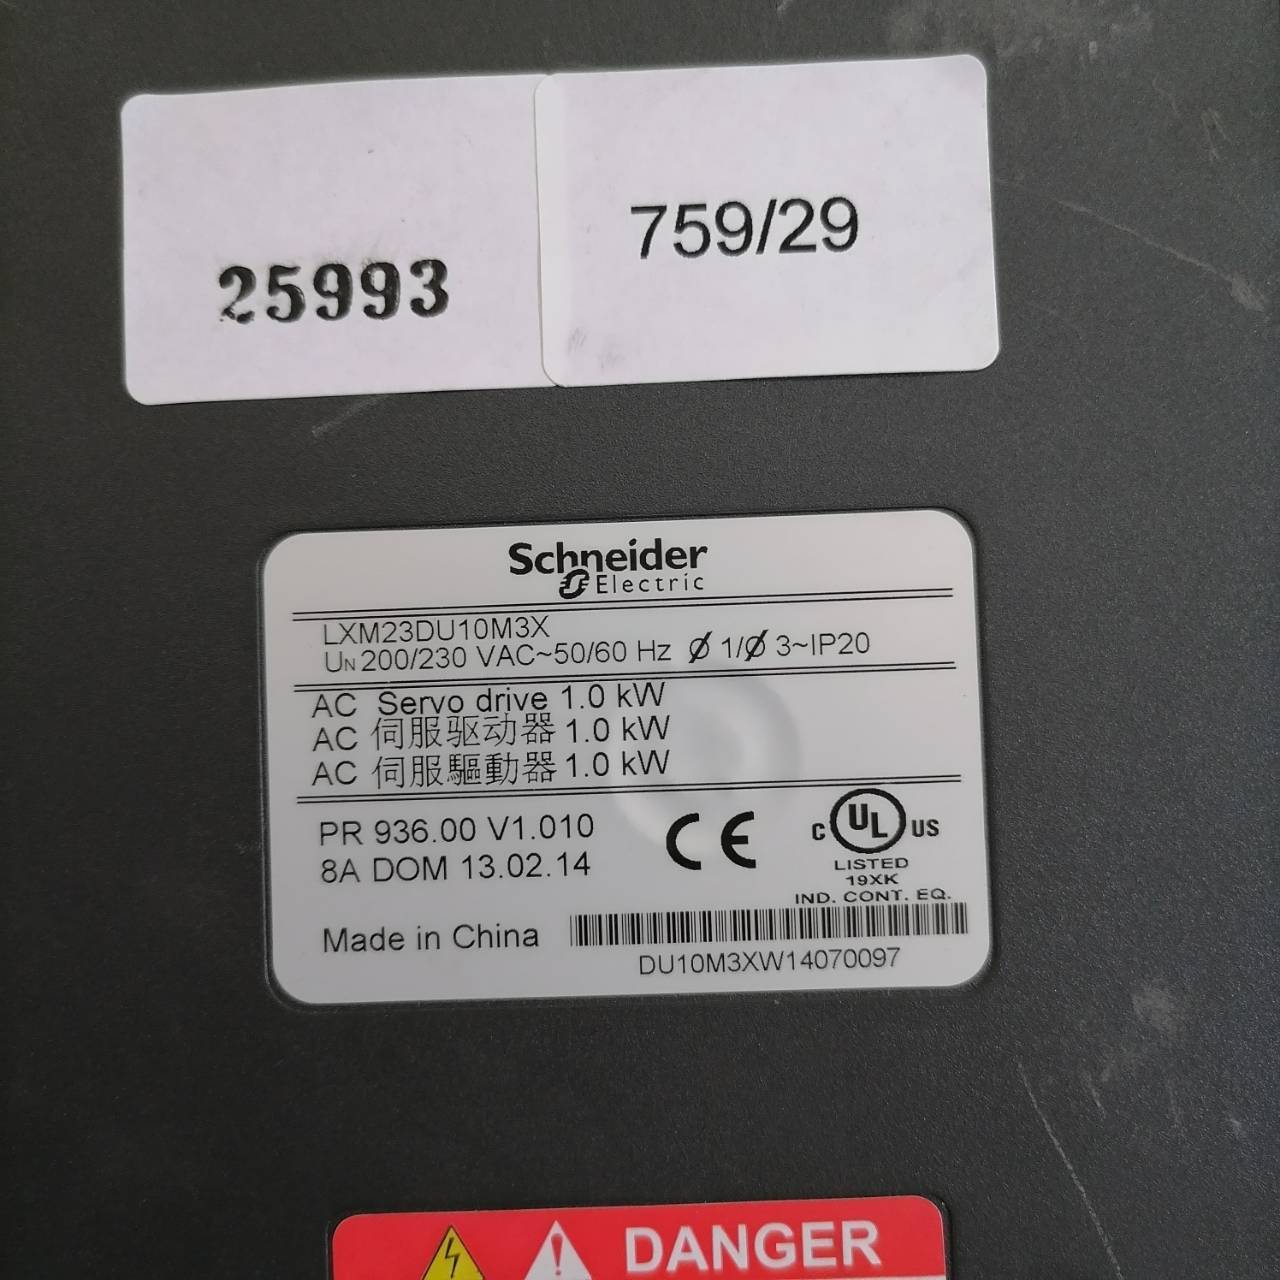 25993
759/29
Schneider
Electric
LXM23DU10M3X
UN 200/230 VAC~50/60 Hz Ø 1/Ø 3~IP20
AC Servo drive 1.0 kW
AC 伺服驱动器 1.0 kW
AC 伺服驅動器 1.0 kW
PR 936.00 V1.010
8A DOM 13.02.14
CE
C UL US
LISTED
19XK
IND. CONT. EQ.
Made in China
DU10M3XW14070097
DANGER